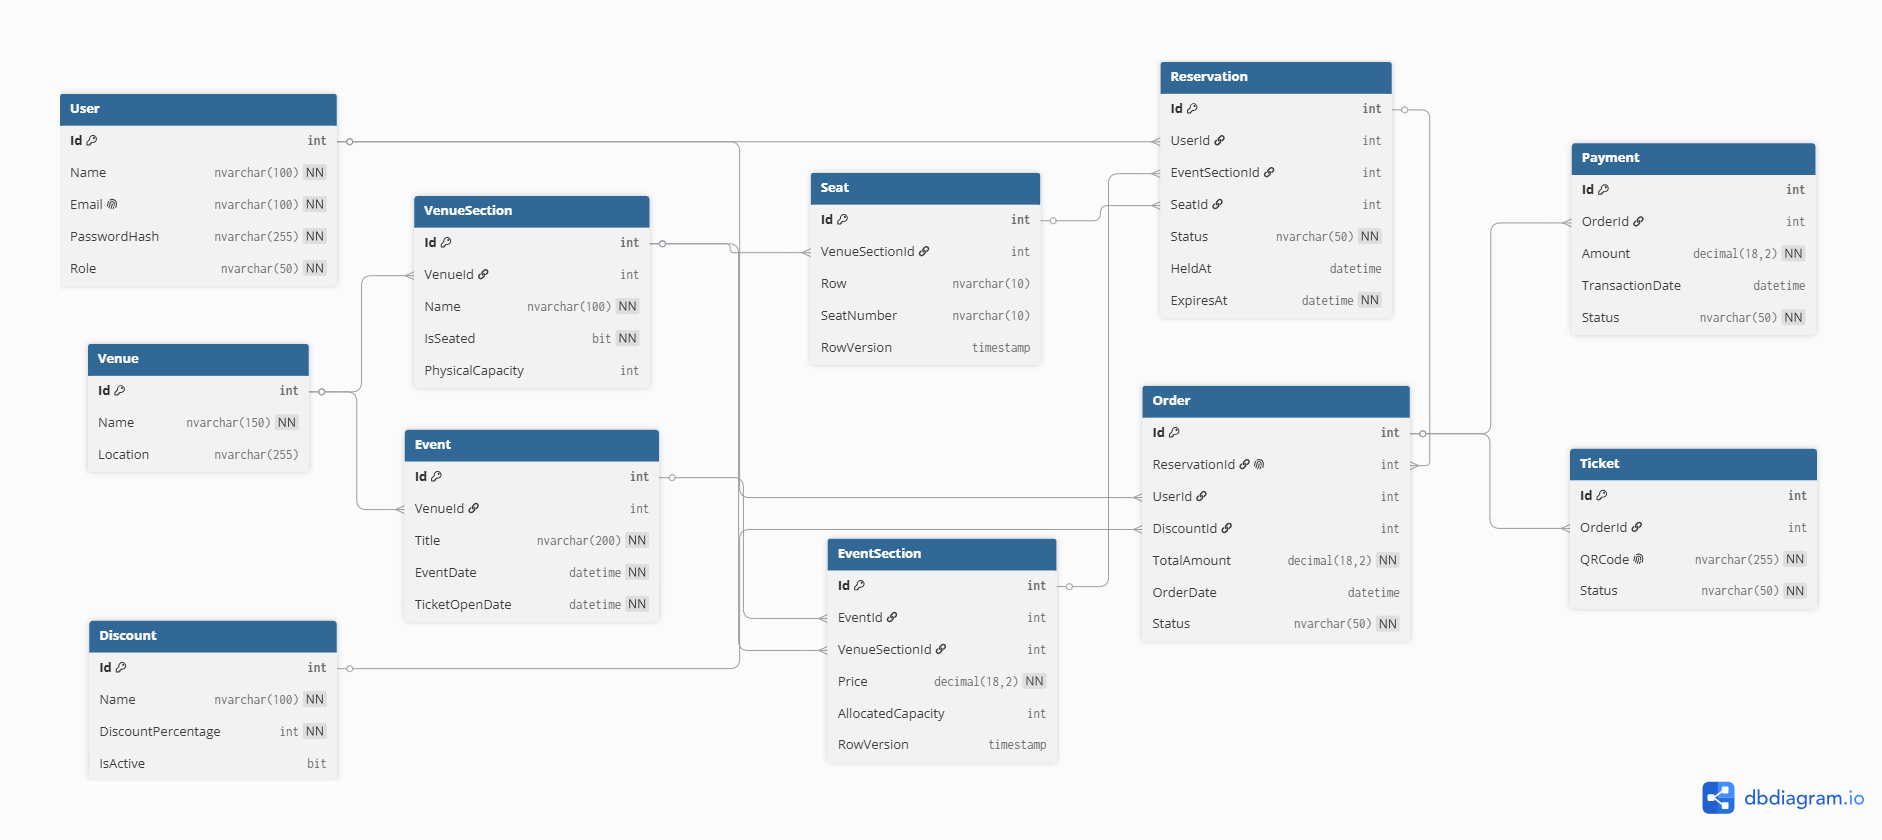 User
Id int
Name nvarchar(100) NN
Email nvarchar(100) NN
PasswordHash nvarchar(255) NN
Role nvarchar(50) NN
Venue
Id int
Name nvarchar(150) NN
Location nvarchar(255)
Discount
Id int
Name nvarchar(100) NN
DiscountPercentage int NN
IsActive bit
VenueSection
Id int
VenueId int
Name nvarchar(100) NN
IsSeated bit NN
PhysicalCapacity int
Event
Id int
VenueId int
Title nvarchar(200) NN
EventDate datetime NN
TicketOpenDate datetime NN
Seat
Id int
VenueSectionId int
Row nvarchar(10)
SeatNumber nvarchar(10)
RowVersion timestamp
EventSection
Id int
EventId int
VenueSectionId int
Price decimal(18,2) NN
AllocatedCapacity int
RowVersion timestamp
Reservation
Id int
UserId int
EventSectionId int
SeatId int
Status nvarchar(50) NN
HeldAt datetime
ExpiresAt datetime NN
Order
Id int
ReservationId int
UserId int
DiscountId int
TotalAmount decimal(18,2) NN
OrderDate datetime
Status nvarchar(50) NN
Payment
Id int
OrderId int
Amount decimal(18,2) NN
TransactionDate datetime
Status nvarchar(50) NN
Ticket
Id int
OrderId int
QRCode nvarchar(255) NN
Status nvarchar(50) NN
dbdiagram.io